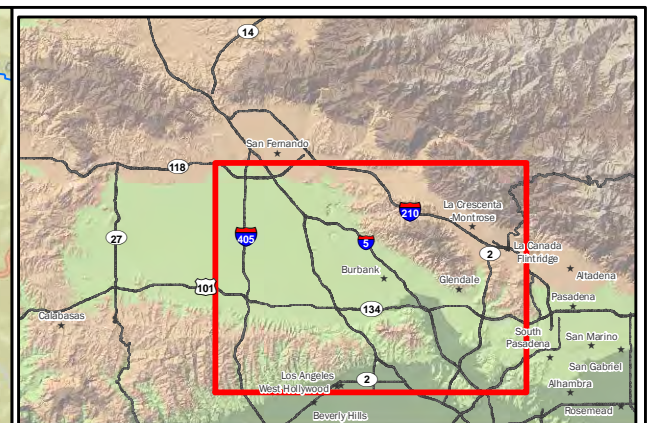 14
San Fernando
118
La Crescenta
-Montrose
210
27
405
5
2
La Canada
Flintridge
Burbank
Glendale
Altadena
101
Pasadena
134
Calabasas
South
Pasadena
San Marino
San Gabriel
Los Angeles
2
West Hollywood
Alhambra
Beverly Hills
Rosemead